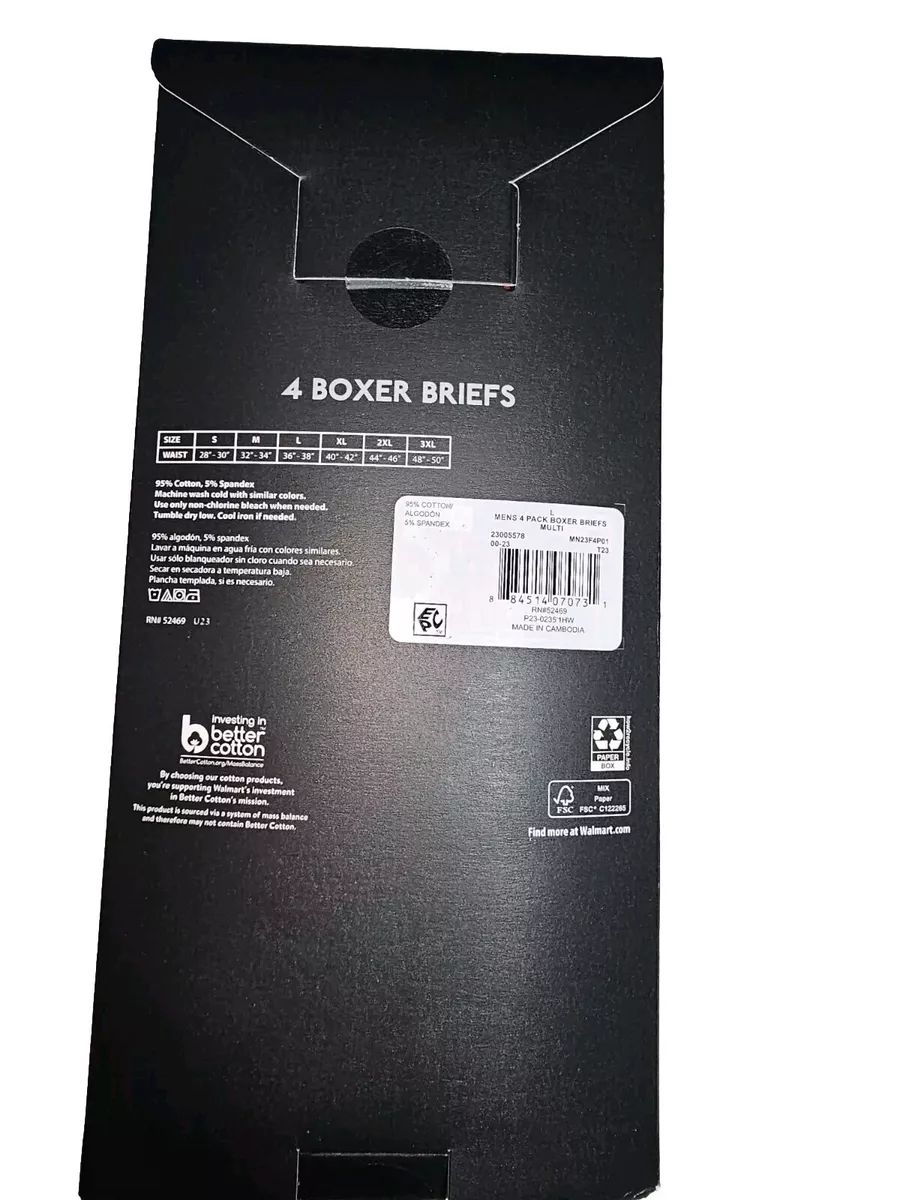 4 BOXER BRIEFS
SIZE S M L XL 2XL 3XL
WAIST 28"-30" 32"-34" 36"-38" 40"-42" 44"-46" 48"-50"
95% Cotton, 5% Spandex
Machine wash cold with similar colors.
Use only non-chlorine bleach when needed.
Tumble dry low. Cool iron if needed.
95% algodón, 5% spandex
Lavar a máquina en agua fría con colores similares.
Usar sólo blanqueador sin cloro cuando sea necesario.
Secar en secadora a temperatura baja.
Plancha templada, si es necesario.
RN# 52469 U23
95% COTTON/
ALGODÓN
5% SPANDEX
L
MENS 4 PACK BOXER BRIEFS
MULTI
23005578 MN23F4P01
00-23 T23
8 84514 07073 1
RN#52469
P23-02351HW
MADE IN CAMBODIA
EPC
TM
investing in
better
cotton
BetterCotton.org/MassBalance
By choosing our cotton products,
you're supporting Walmart's investment
in Better Cotton's mission.
This product is sourced via a system of mass balance
and therefore may not contain Better Cotton.
how2recycle.info
PAPER
BOX
FSC
MIX
Paper
FSC® C122265
Find more at Walmart.com